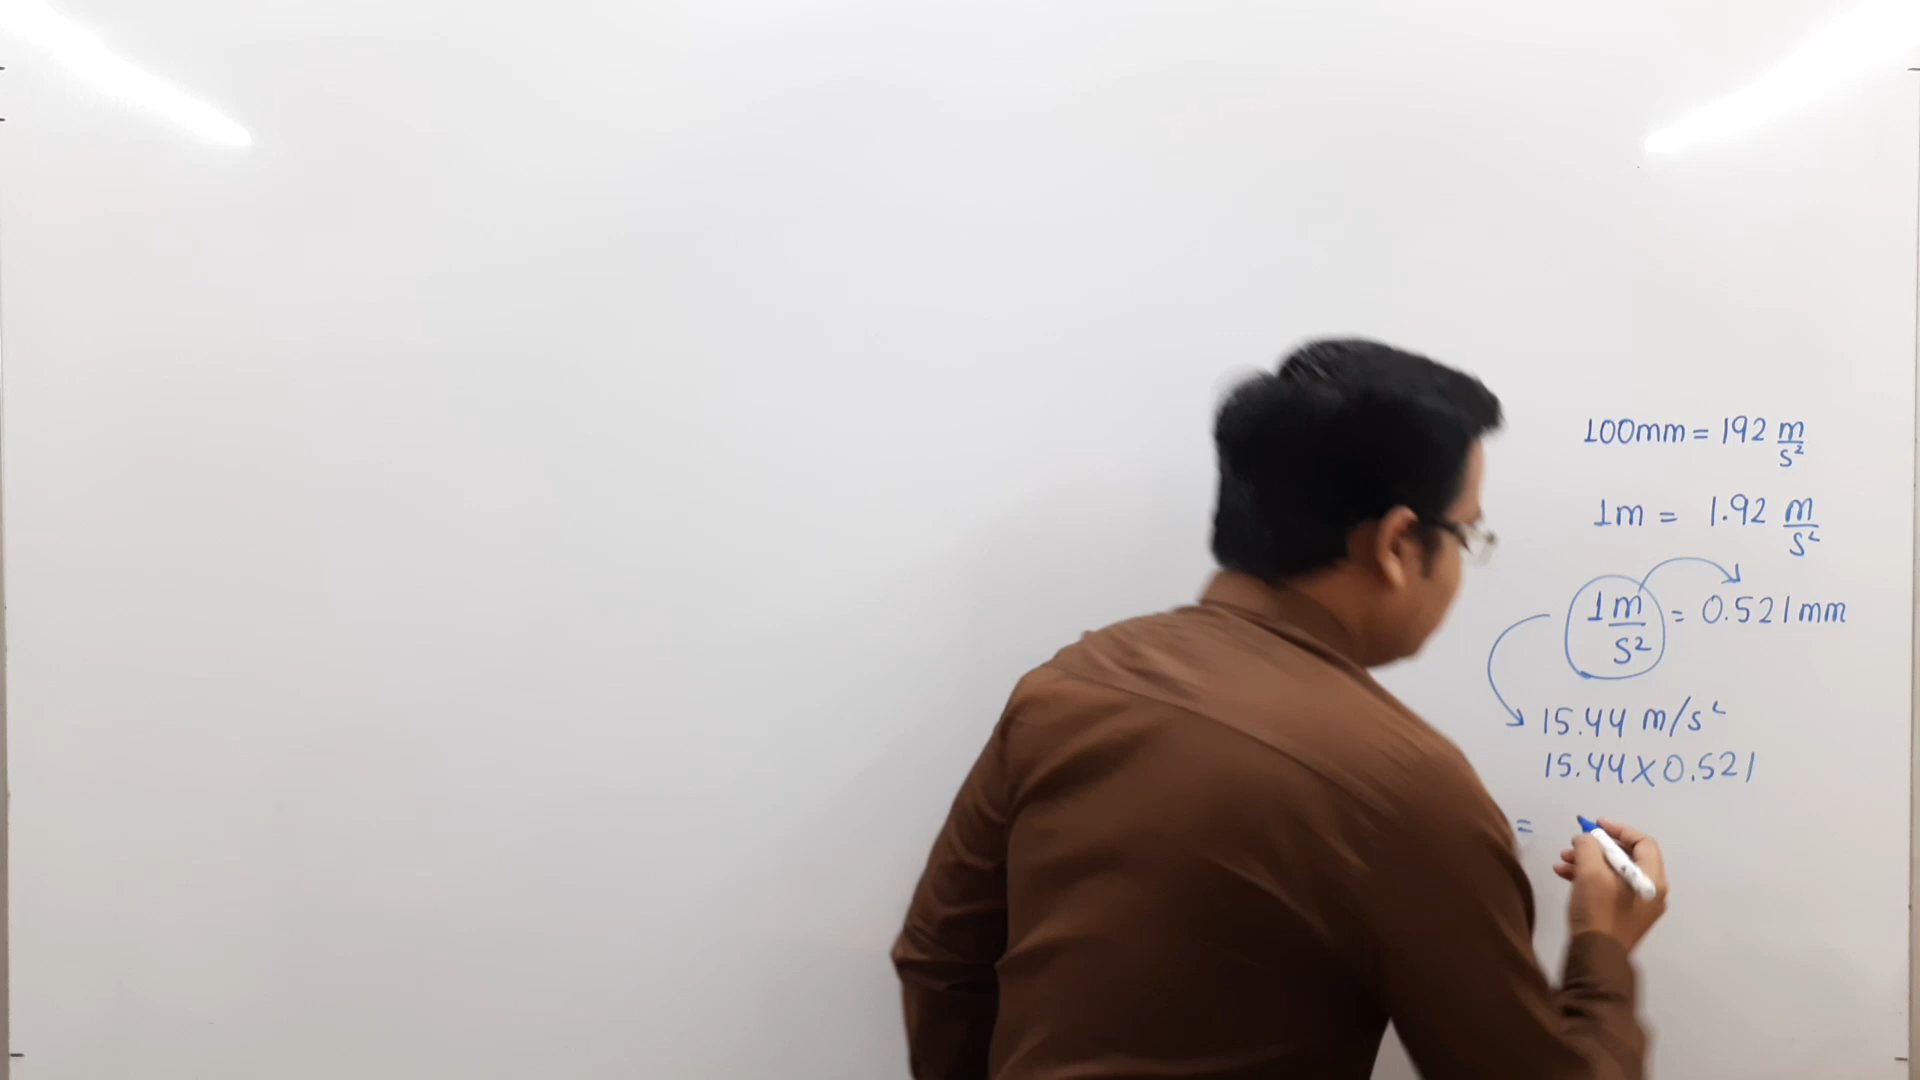 100mm = 192 m/s²
1m = 1.92 m/s²
1m/s² = 0.521mm
15.44 m/s²
15.44×0.521
=